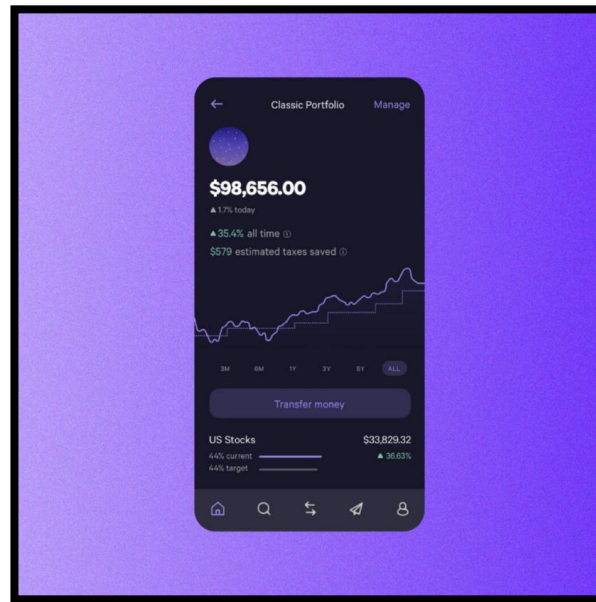 Classic Portfolio Manage
$98,656.00
▲ 1.7% today
▲ 35.4% all time ⓘ
$579 estimated taxes saved ⓘ
3M 6M 1Y 3Y 5Y ALL
Transfer money
US Stocks $33,829.32
44% current ▲ 36.63%
44% target